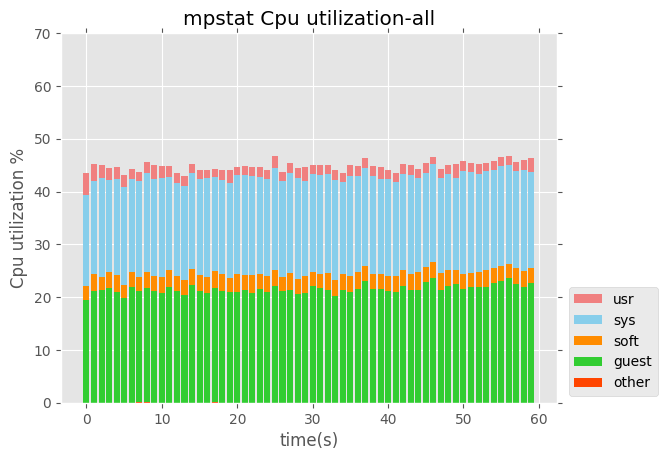 mpstat Cpu utilization-all
Cpu utilization %
70
60
50
40
30
20
10
0
0 10 20 30 40 50 60
time(s)
usr
sys
soft
guest
other